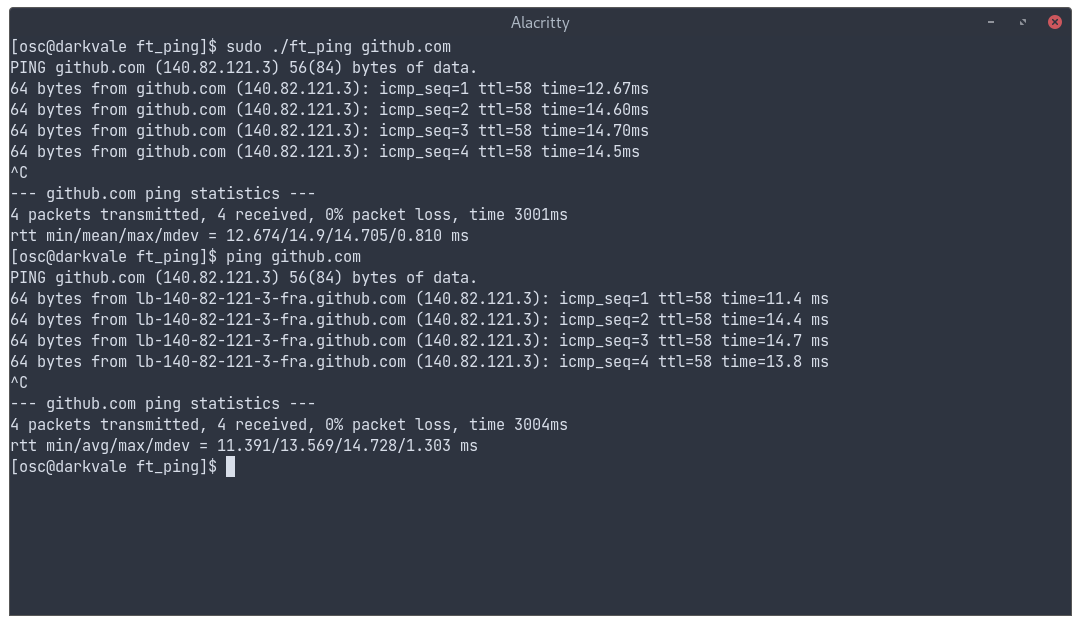 Alacritty
[osc@darkvale ft_ping]$ sudo ./ft_ping github.com
PING github.com (140.82.121.3) 56(84) bytes of data.
64 bytes from github.com (140.82.121.3): icmp_seq=1 ttl=58 time=12.67ms
64 bytes from github.com (140.82.121.3): icmp_seq=2 ttl=58 time=14.60ms
64 bytes from github.com (140.82.121.3): icmp_seq=3 ttl=58 time=14.70ms
64 bytes from github.com (140.82.121.3): icmp_seq=4 ttl=58 time=14.5ms
^C
--- github.com ping statistics ---
4 packets transmitted, 4 received, 0% packet loss, time 3001ms
rtt min/mean/max/mdev = 12.674/14.9/14.705/0.810 ms
[osc@darkvale ft_ping]$ ping github.com
PING github.com (140.82.121.3) 56(84) bytes of data.
64 bytes from lb-140-82-121-3-fra.github.com (140.82.121.3): icmp_seq=1 ttl=58 time=11.4 ms
64 bytes from lb-140-82-121-3-fra.github.com (140.82.121.3): icmp_seq=2 ttl=58 time=14.4 ms
64 bytes from lb-140-82-121-3-fra.github.com (140.82.121.3): icmp_seq=3 ttl=58 time=14.7 ms
64 bytes from lb-140-82-121-3-fra.github.com (140.82.121.3): icmp_seq=4 ttl=58 time=13.8 ms
^C
--- github.com ping statistics ---
4 packets transmitted, 4 received, 0% packet loss, time 3004ms
rtt min/avg/max/mdev = 11.391/13.569/14.728/1.303 ms
[osc@darkvale ft_ping]$